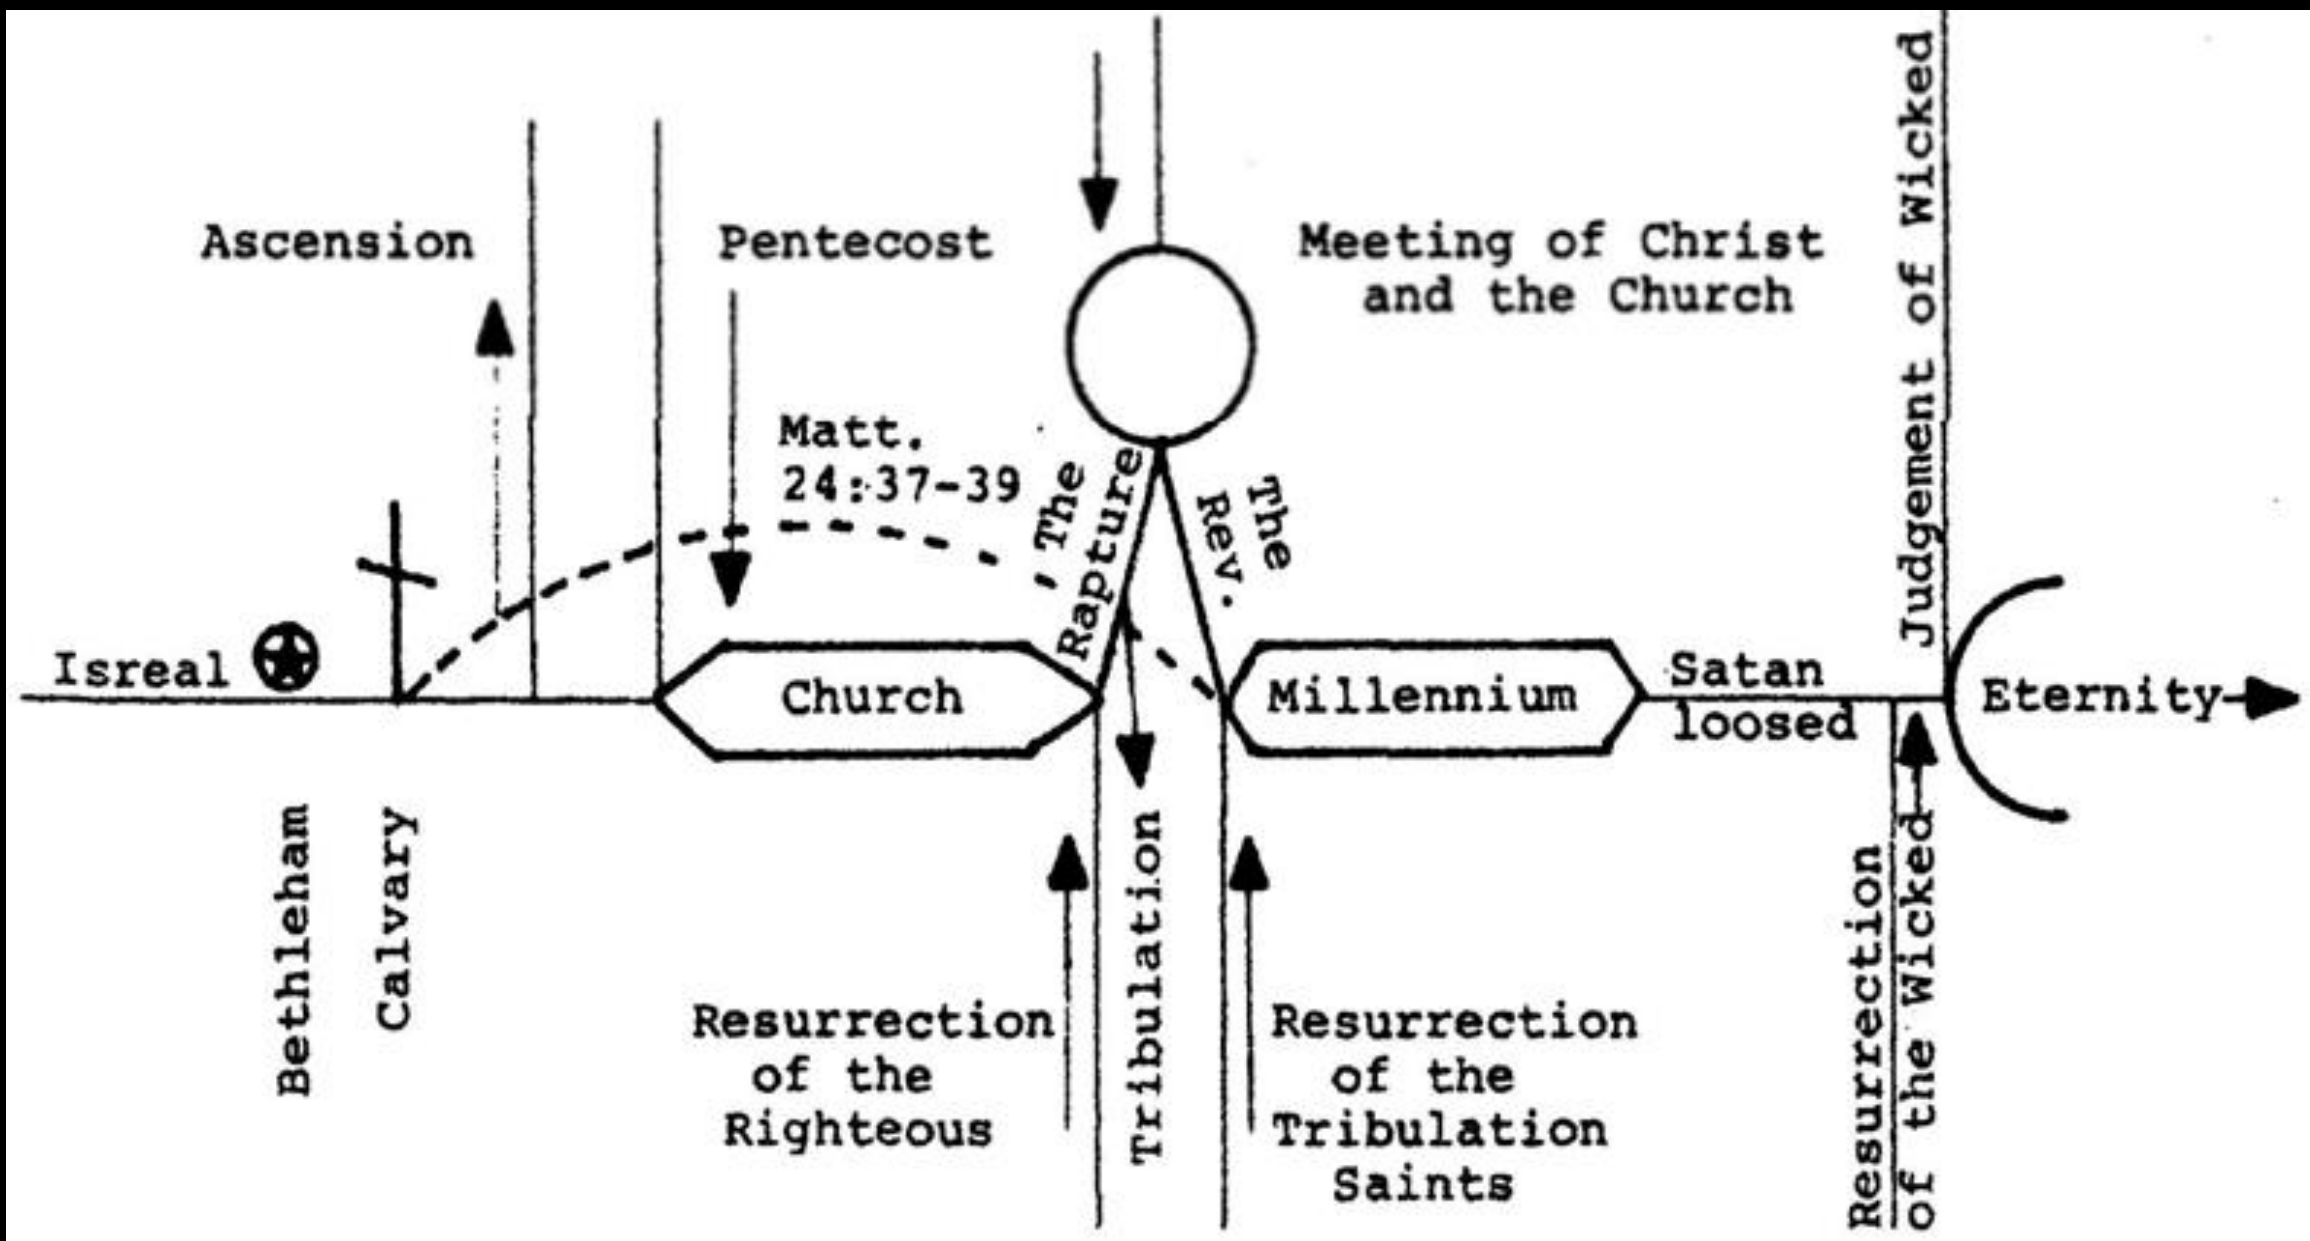 Ascension
Pentecost
Meeting of Christ
and the Church
Judgement of Wicked
Matt.
24:37-39
The
Rapture
The
Rev.
Isreal
Church
Millennium
Satan
loosed
Eternity
Bethleham
Calvary
Resurrection
of the
Righteous
Tribulation
Resurrection
of the
Tribulation
Saints
Resurrection
of the Wicked